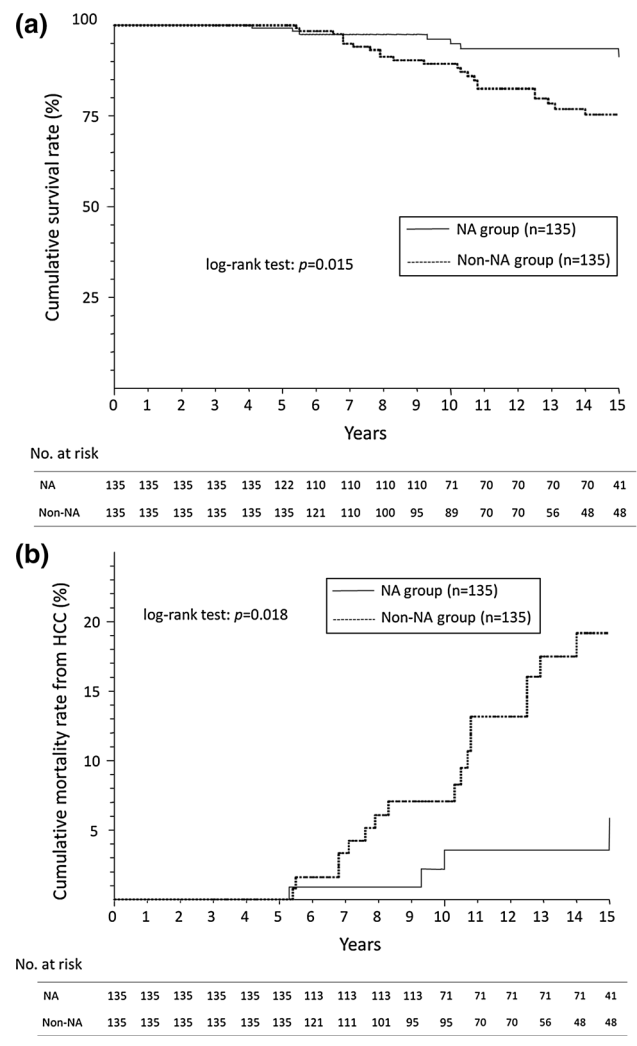 (a)
100
75
50
25
Cumulative survival rate (%)
NA group (n=135)
Non-NA group (n=135)
log-rank test: p=0.015
0 1 2 3 4 5 6 7 8 9 10 11 12 13 14 15
Years
No. at risk
NA 135 135 135 135 135 122 110 110 110 110 71 70 70 70 70 41
Non-NA 135 135 135 135 135 135 121 110 100 95 89 70 70 56 48 48
(b)
Cumulative mortality rate from HCC (%)
20
15
10
5
NA group (n=135)
Non-NA group (n=135)
log-rank test: p=0.018
0 1 2 3 4 5 6 7 8 9 10 11 12 13 14 15
Years
No. at risk
NA 135 135 135 135 135 135 113 113 113 113 71 71 71 71 71 41
Non-NA 135 135 135 135 135 135 121 111 101 95 95 70 70 56 48 48